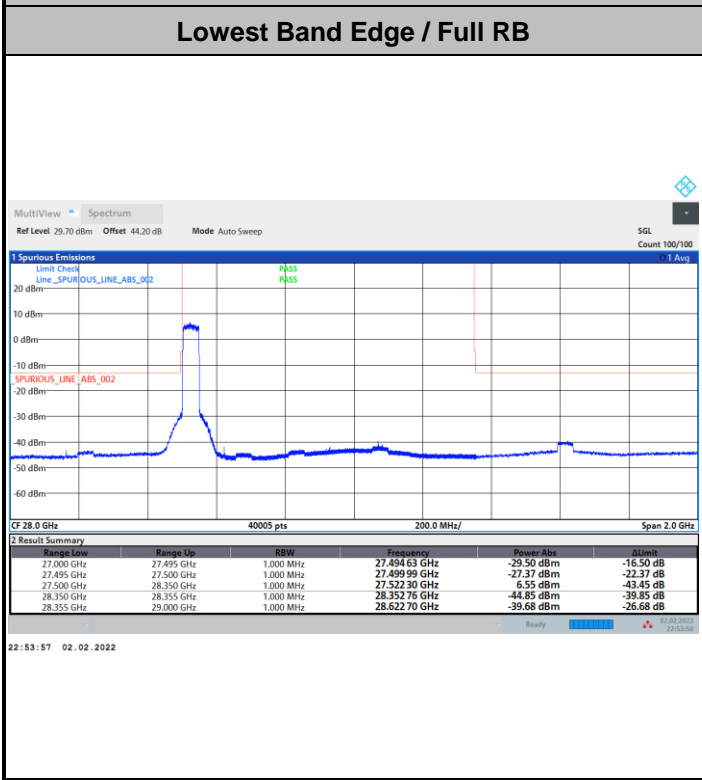 Lowest Band Edge / Full RB
MultiView Spectrum
Ref Level 29.70 dBm Offset 44.20 dB Mode Auto Sweep SGL
Count 100/100
1 Spurious Emissions 1 Avg
Limit Check PASS
Line _SPURIOUS_LINE_ABS_002 PASS
20 dBm
10 dBm
0 dBm
-10 dBm
_SPURIOUS_LINE_ABS_002
-20 dBm
-30 dBm
-40 dBm
-50 dBm
-60 dBm
CF 28.0 GHz 40005 pts 200.0 MHz/ Span 2.0 GHz
2 Result Summary
Range Low Range Up RBW Frequency Power Abs ΔLimit
27.000 GHz 27.495 GHz 1.000 MHz 27.494 63 GHz -29.50 dBm -16.50 dB
27.495 GHz 27.500 GHz 1.000 MHz 27.499 99 GHz -27.37 dBm -22.37 dB
27.500 GHz 28.350 GHz 1.000 MHz 27.522 30 GHz 6.55 dBm -43.45 dB
28.350 GHz 28.355 GHz 1.000 MHz 28.352 76 GHz -44.85 dBm -39.85 dB
28.355 GHz 29.000 GHz 1.000 MHz 28.622 70 GHz -39.68 dBm -26.68 dB
Ready 02.02.2022
22:53:56
22:53:57 02.02.2022